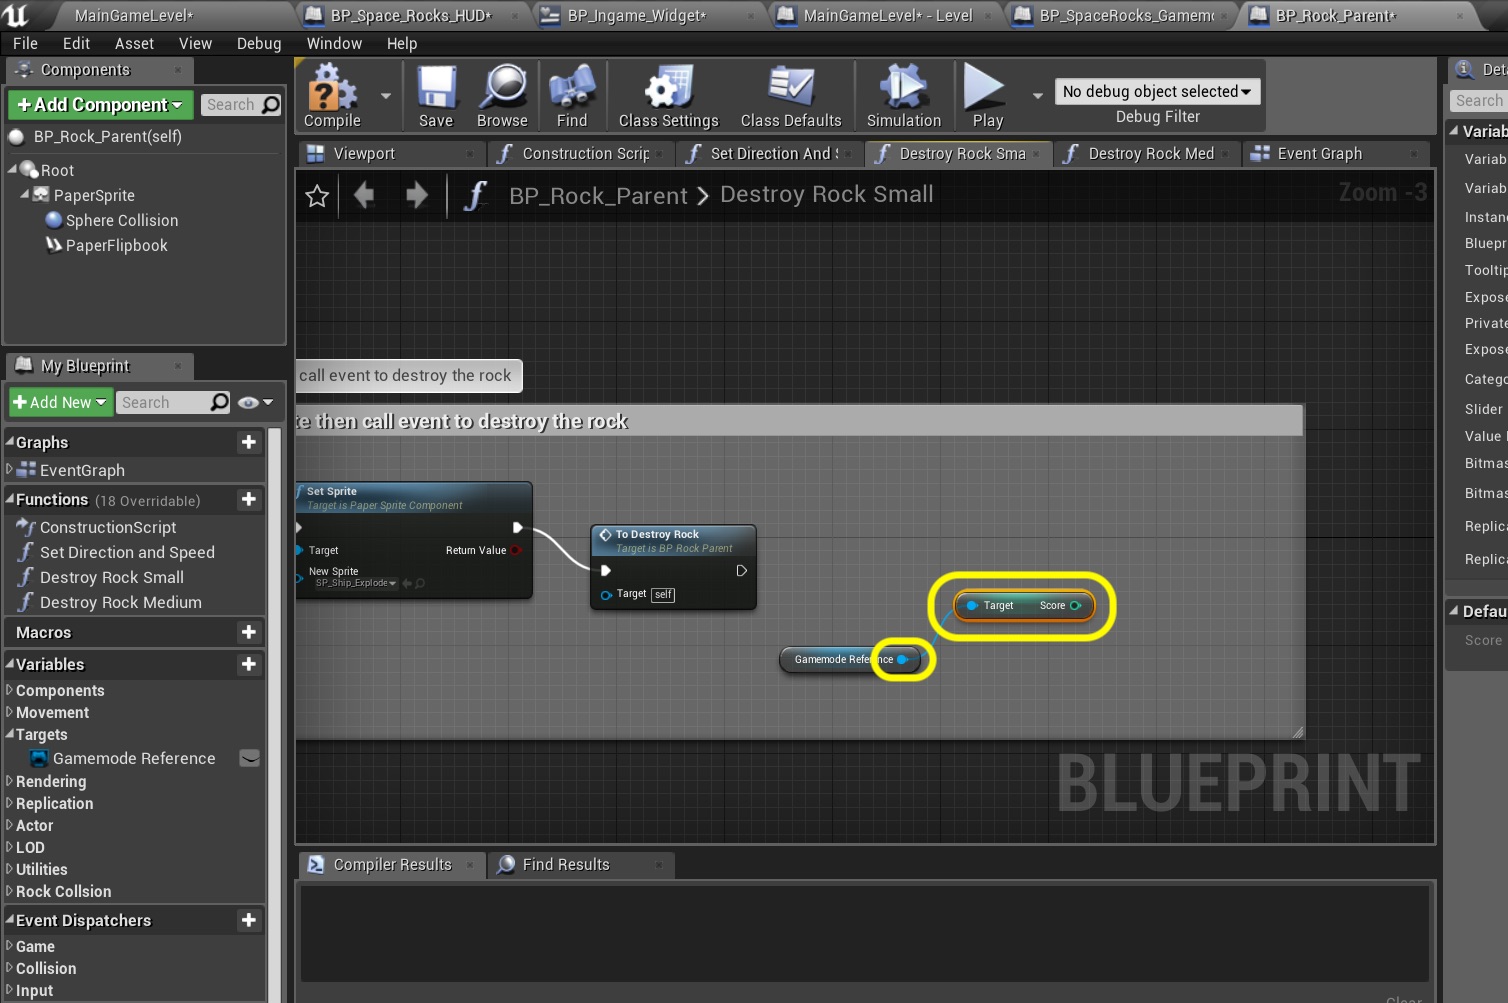 MainGameLevel*
BP_Space_Rocks_HUD*
BP_Ingame_Widget*
MainGameLevel* - Level
BP_SpaceRocks_Gamemo
BP_Rock_Parent*
File Edit Asset View Debug Window Help
Components
Add Component
Search
BP_Rock_Parent(self)
Root
PaperSprite
Sphere Collision
PaperFlipbook
Compile
Save
Browse
Find
Class Settings
Class Defaults
Simulation
Play
No debug object selected
Debug Filter
Viewport
Construction Scrip
Set Direction And S
Destroy Rock Sma
Destroy Rock Med
Event Graph
BP_Rock_Parent > Destroy Rock Small
Zoom -3
call event to destroy the rock
te then call event to destroy the rock
Set Sprite
Target is Paper Sprite Component
Target
Return Value
New Sprite
SP_Ship_Explode
To Destroy Rock
Target is BP Rock Parent
Target self
Target Score
Gamemode Reference
BLUEPRINT
My Blueprint
Add New
Search
Graphs
EventGraph
Functions (18 Overridable)
ConstructionScript
Set Direction and Speed
Destroy Rock Small
Destroy Rock Medium
Macros
Variables
Components
Movement
Targets
Gamemode Reference
Rendering
Replication
Actor
LOD
Utilities
Rock Collsion
Event Dispatchers
Game
Collision
Input
Compiler Results
Find Results
Clear
Deta
Search
Variab
Variab
Variab
Instan
Bluepr
Tooltip
Expose
Private
Expose
Catego
Slider
Value
Bitmas
Bitmas
Replica
Replica
Defau
Score